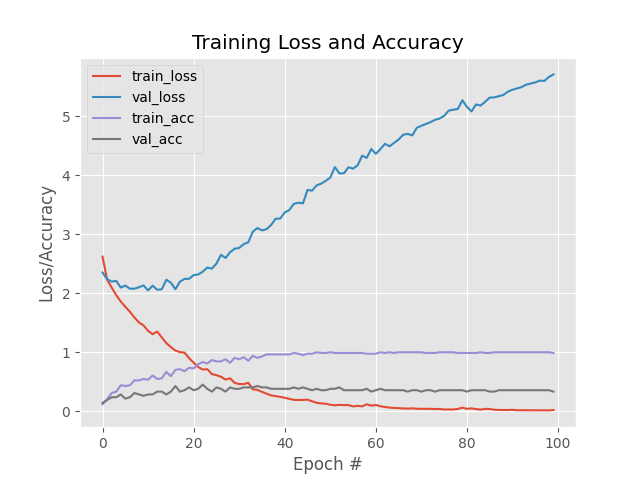 Training Loss and Accuracy
train_loss
val_loss
train_acc
val_acc
Loss/Accuracy
5
4
3
2
1
0
0 20 40 60 80 100
Epoch #